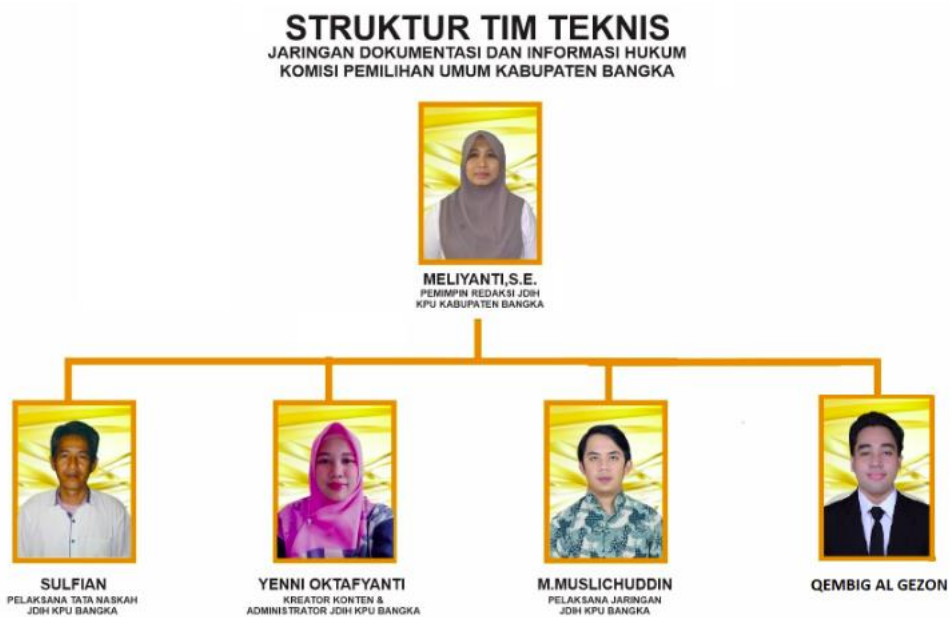 STRUKTUR TIM TEKNIS
JARINGAN DOKUMENTASI DAN INFORMASI HUKUM
KOMISI PEMILIHAN UMUM KABUPATEN BANGKA
MELIYANTI,S.E.
PEMIMPIN REDAKSI JDIH
KPU KABUPATEN BANGKA
SULFIAN
PELAKSANA TATA NASKAH
JDIH KPU BANGKA
YENNI OKTAFYANTI
KREATOR KONTEN &
ADMINISTRATOR JDIH KPU BANGKA
M.MUSLICHUDDIN
PELAKSANA JARINGAN
JDIH KPU BANGKA
QEMBIG AL GEZON